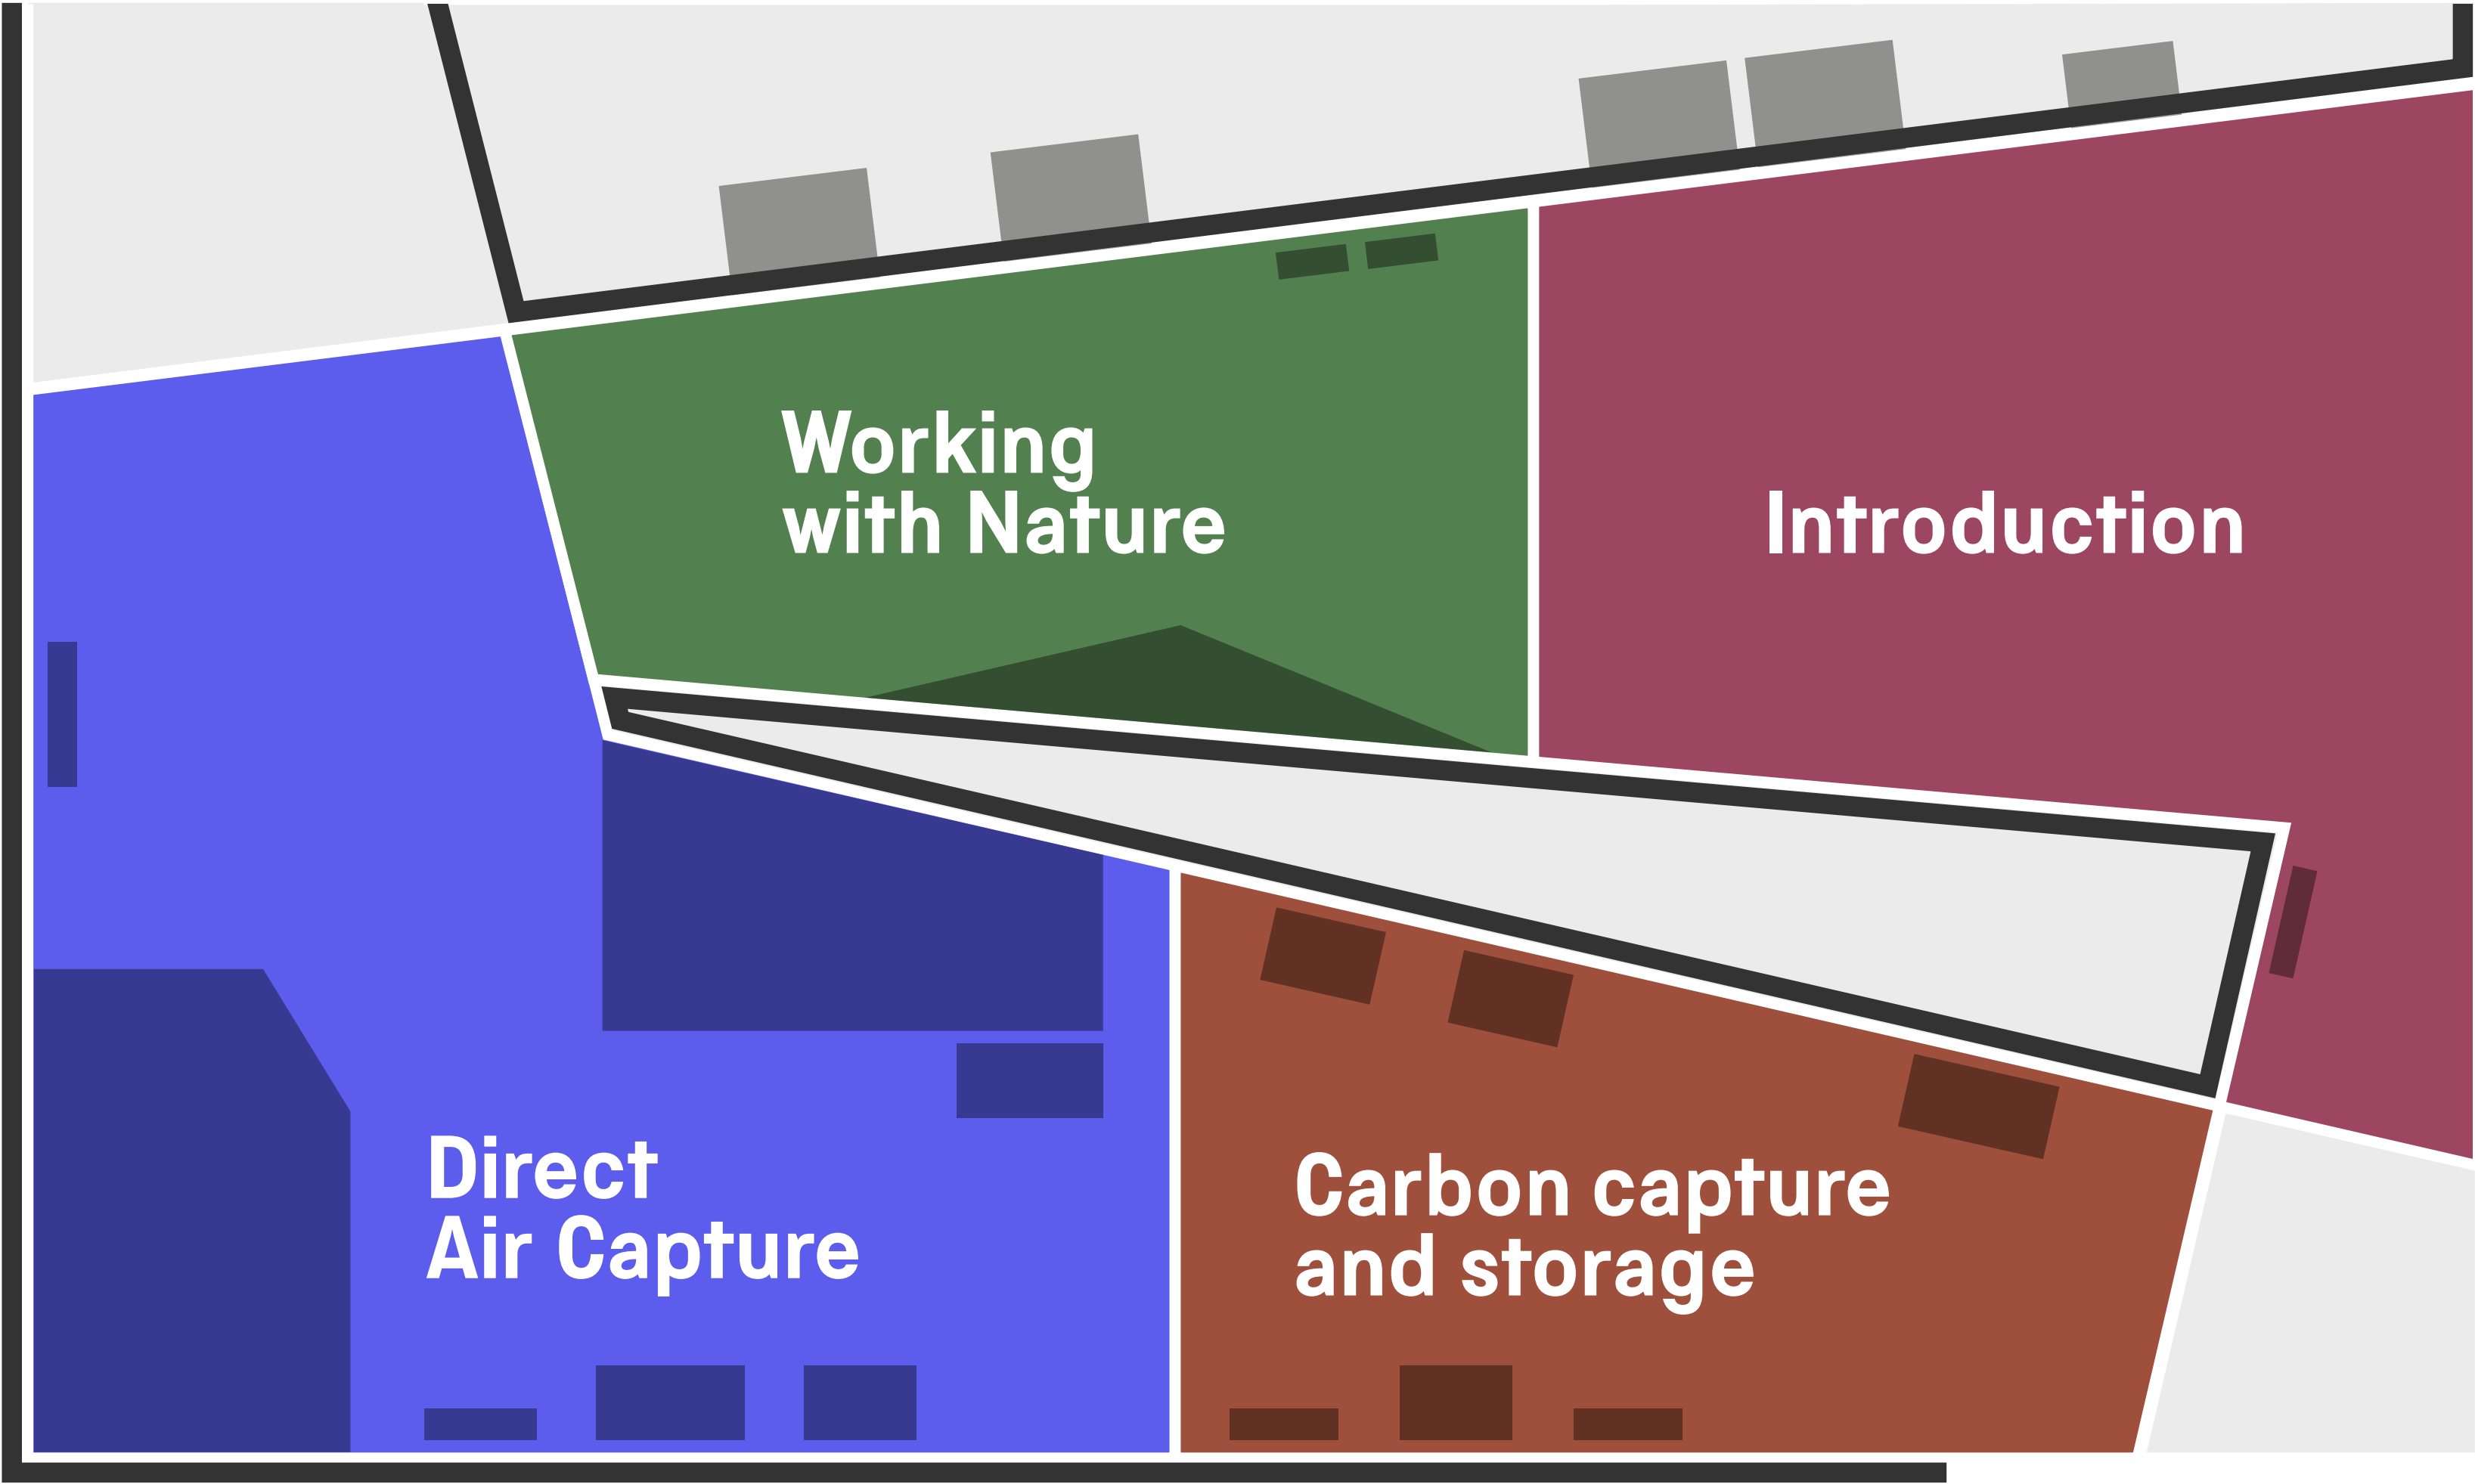 Working
with Nature
Introduction
Direct
Air Capture
Carbon capture
and storage